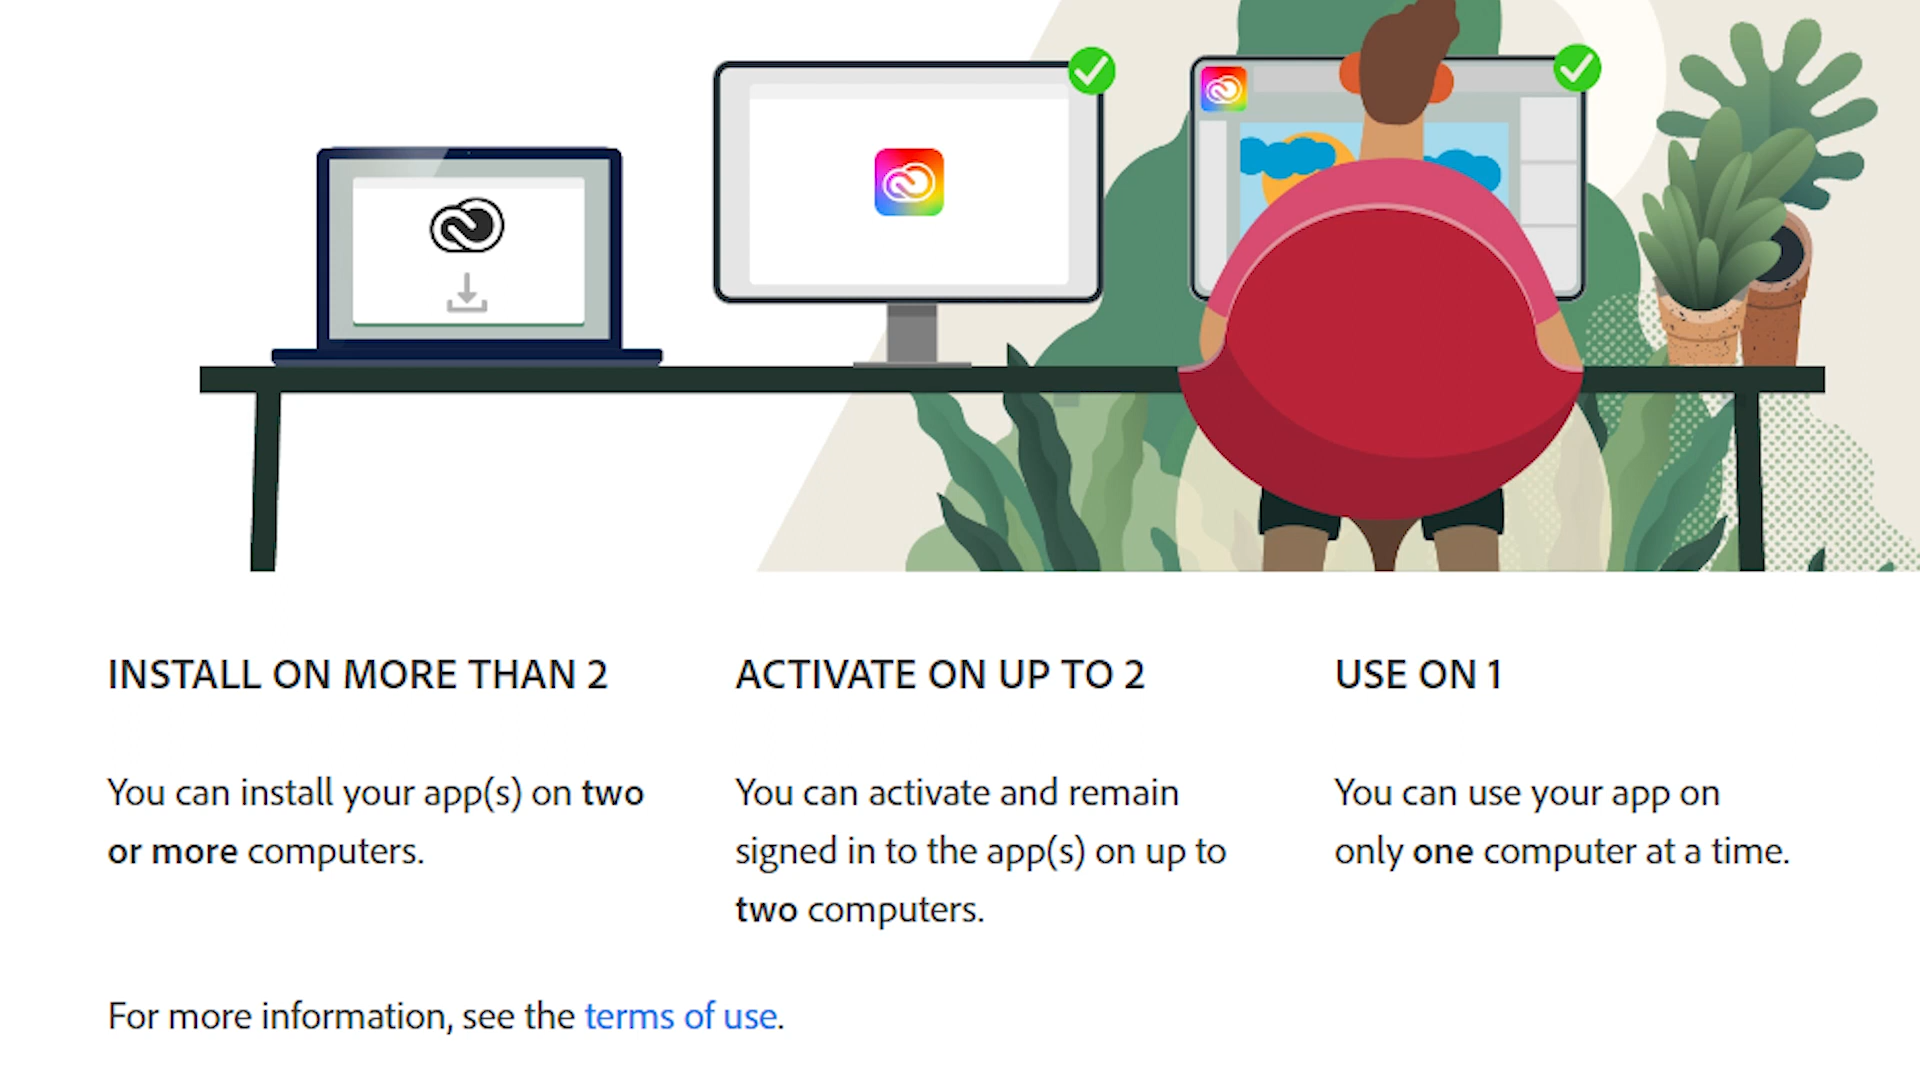 INSTALL ON MORE THAN 2
You can install your app(s) on two
or more computers.
ACTIVATE ON UP TO 2
You can activate and remain
signed in to the app(s) on up to
two computers.
USE ON 1
You can use your app on
only one computer at a time.
For more information, see the terms of use.